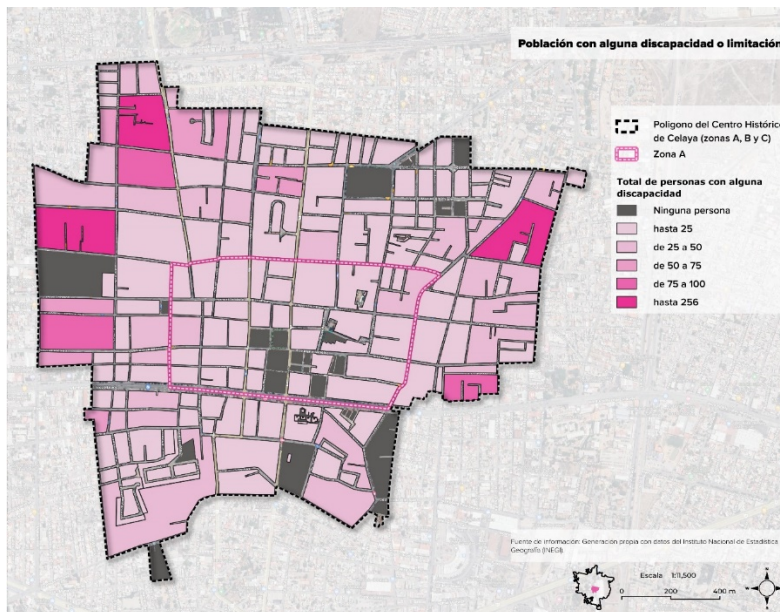 Población con alguna discapacidad o limitación
Polígono del Centro Histórico
de Celaya (zonas A, B y C)
Zona A
Total de personas con alguna
discapacidad
Ninguna persona
hasta 25
de 25 a 50
de 50 a 75
de 75 a 100
hasta 256
Fuente de información: Generación propia con datos del Instituto Nacional de Estadística
Geografía (INEGI)
Escala 1:11,500
0 200 400 m